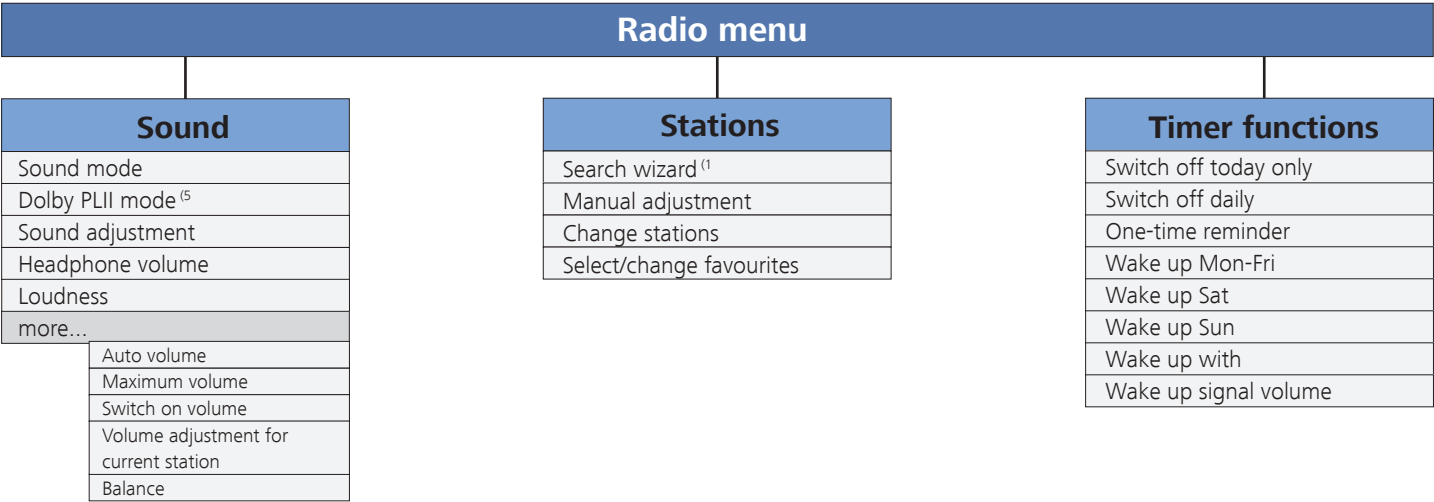 Radio menu
Sound
Sound mode
Dolby PLII mode (5
Sound adjustment
Headphone volume
Loudness
more...
Auto volume
Maximum volume
Switch on volume
Volume adjustment for
current station
Balance
Stations
Search wizard (1
Manual adjustment
Change stations
Select/change favourites
Timer functions
Switch off today only
Switch off daily
One-time reminder
Wake up Mon-Fri
Wake up Sat
Wake up Sun
Wake up with
Wake up signal volume